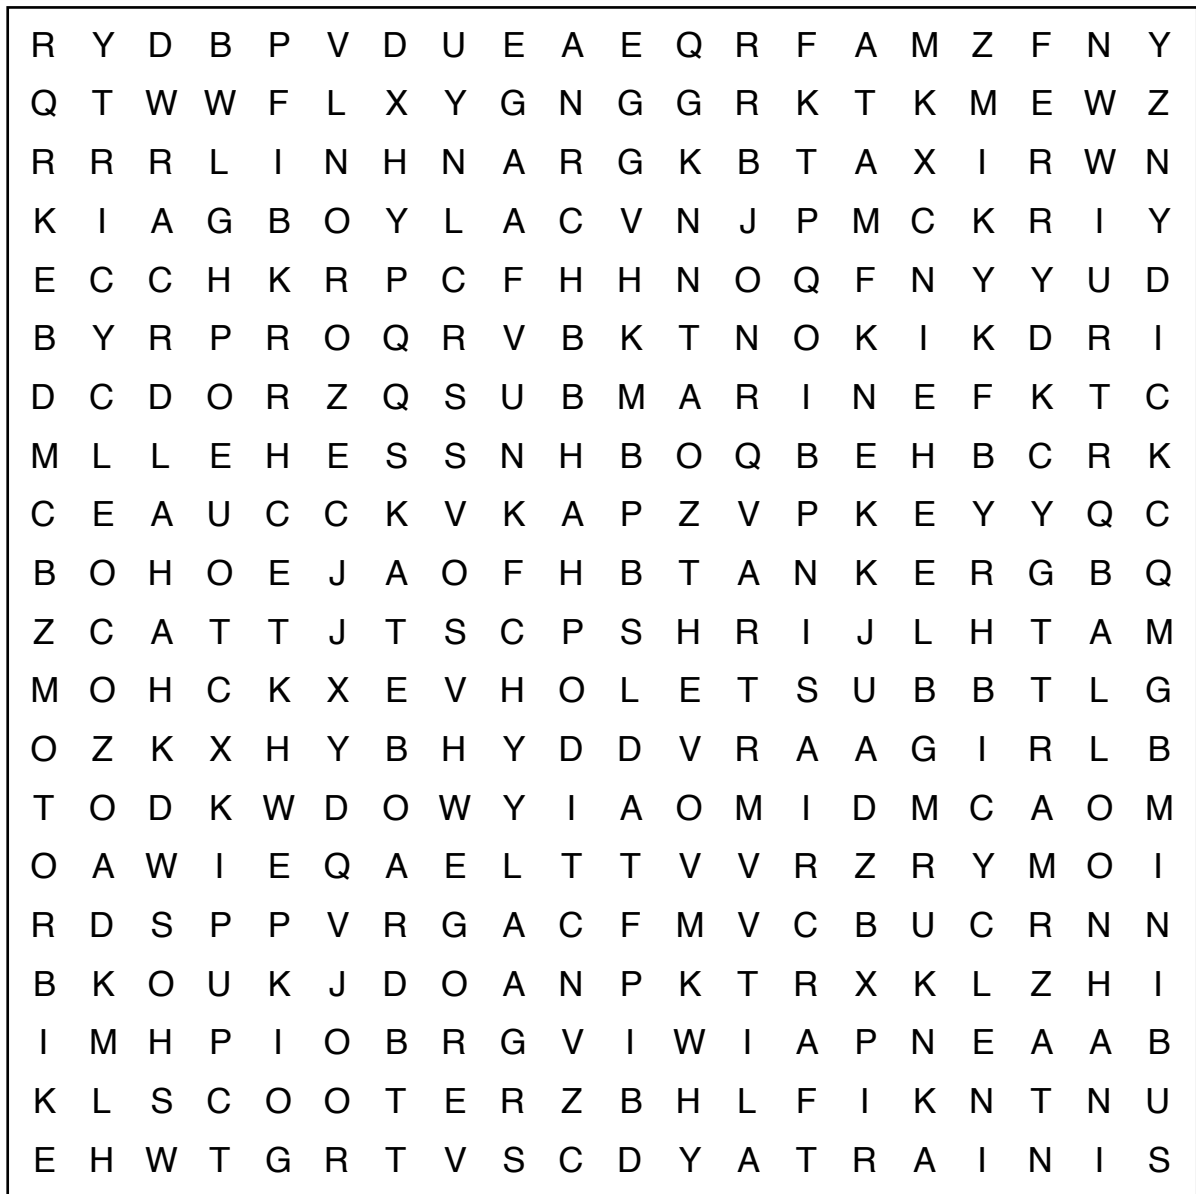 R Y D B P V D U E A E Q R F A M Z F N Y
Q T W W F L X Y G N G G R K T K M E W Z
R R R L I N H N A R G K B T A X I R W N
K I A G B O Y L A C V N J P M C K R I Y
E C C H K R P C F H H N O Q F N Y Y U D
B Y R P R O Q R V B K T N O K I K D R I
D C D O R Z Q S U B M A R I N E F K T C
M L L E H E S S N H B O Q B E H B C R K
C E A U C C K V K A P Z V P K E Y Y Q C
B O H O E J A O F H B T A N K E R G B Q
Z C A T T J T S C P S H R I J L H T A M
M O H C K X E V H O L E T S U B B T L G
O Z K X H Y B H Y D D V R A A G I R L B
T O D K W D O W Y I A O M I D M C A O M
O A W I E Q A E L T T V V R Z R Y M O I
R D S P P V R G A C F M V C B U C R N N
B K O U K J D O A N P K T R X K L Z H I
I M H P I O B R G V I W I A P N E A A B
K L S C O O T E R Z B H L F I K N T N U
E H W T G R T V S C D Y A T R A I N I S